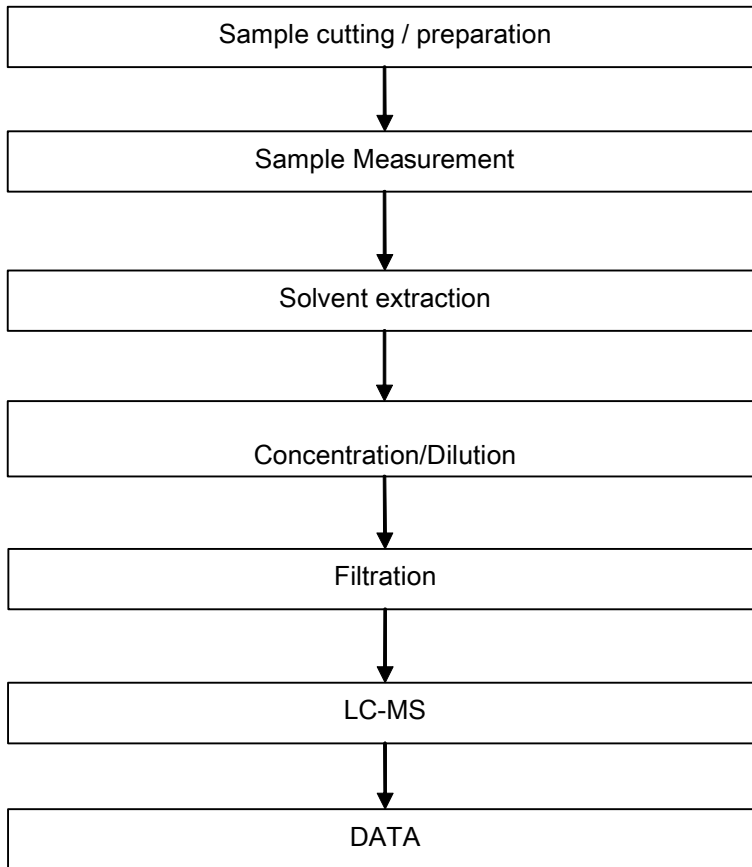 Sample cutting / preparation
Sample Measurement
Solvent extraction
Concentration/Dilution
Filtration
LC-MS
DATA